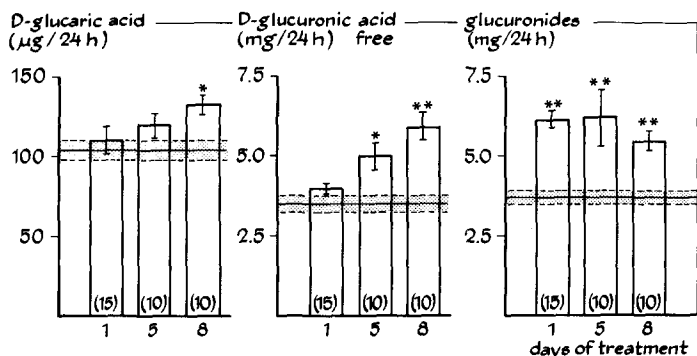 D-glucaric acid
(µg/24 h)
150
100
50
*
(15) (10) (10)
1 5 8
D-glucuronic acid
(mg/24 h) free
7.5
5.0
2.5
* **
(15) (10) (10)
1 5 8
glucuronides
(mg/24 h)
7.5
5.0
2.5
** ** **
(15) (10) (10)
1 5 8
days of treatment